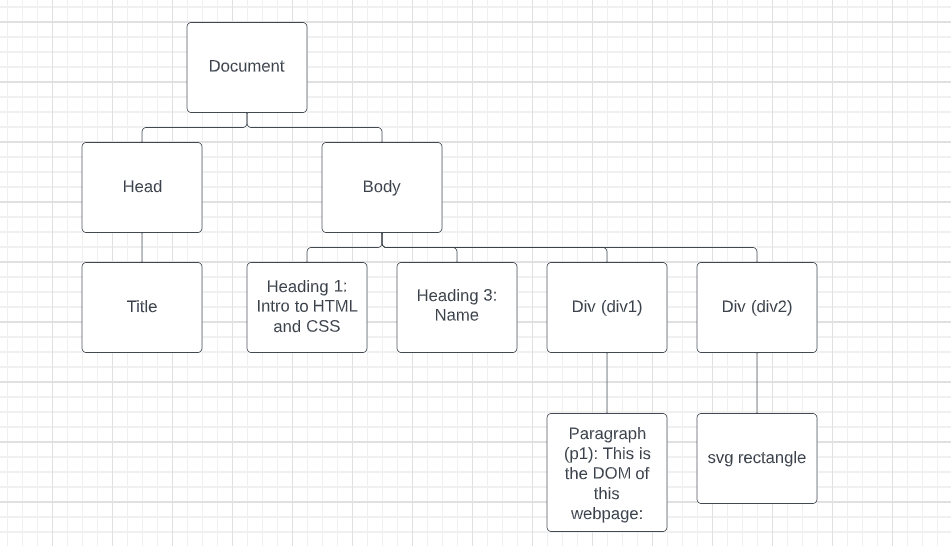 Document
Head
Body
Title
Heading 1:
Intro to HTML
and CSS
Heading 3:
Name
Div (div1)
Div (div2)
Paragraph
(p1): This is
the DOM of
this
webpage:
svg rectangle